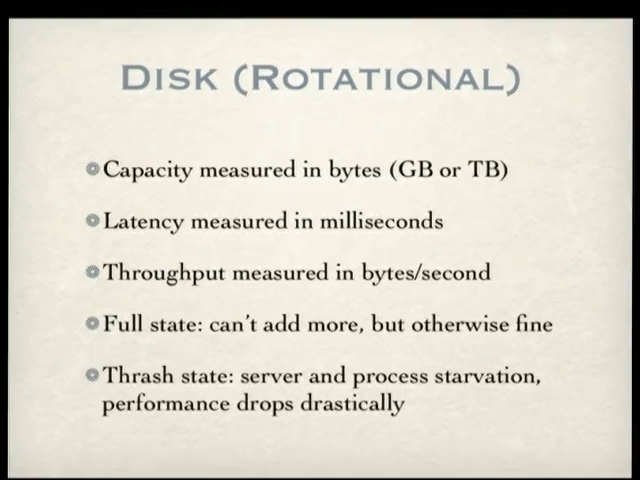 Disk (Rotational)
Capacity measured in bytes (GB or TB)
Latency measured in milliseconds
Throughput measured in bytes/second
Full state: can't add more, but otherwise fine
Thrash state: server and process starvation,
performance drops drastically